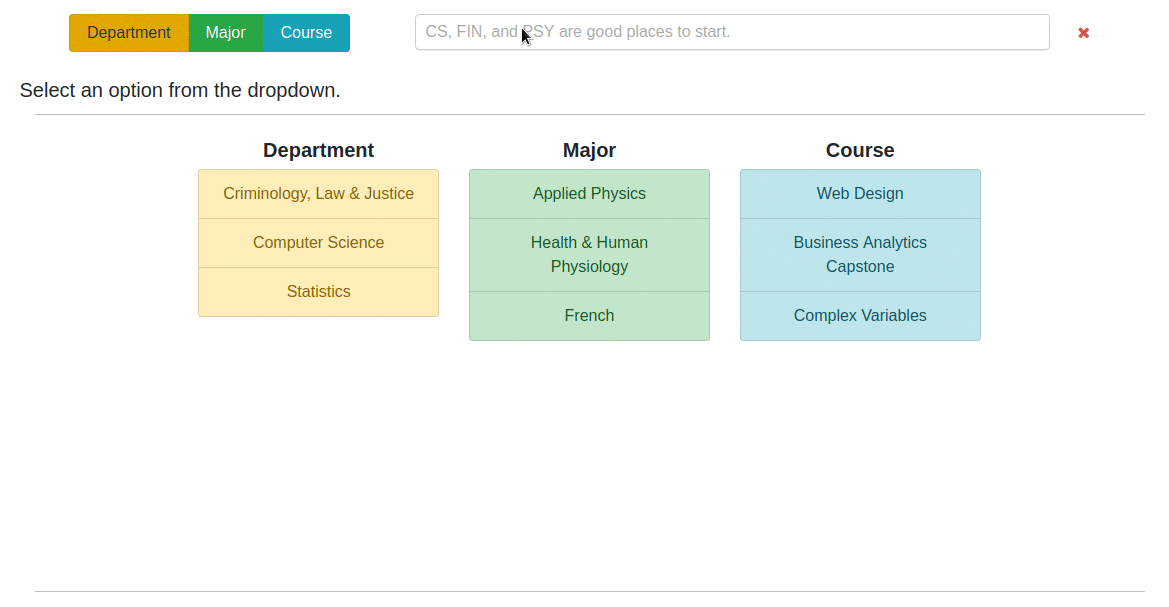 Department Major Course
CS, FIN, and PSY are good places to start.
Select an option from the dropdown.
Department
Criminology, Law & Justice
Computer Science
Statistics
Major
Applied Physics
Health & Human
Physiology
French
Course
Web Design
Business Analytics
Capstone
Complex Variables